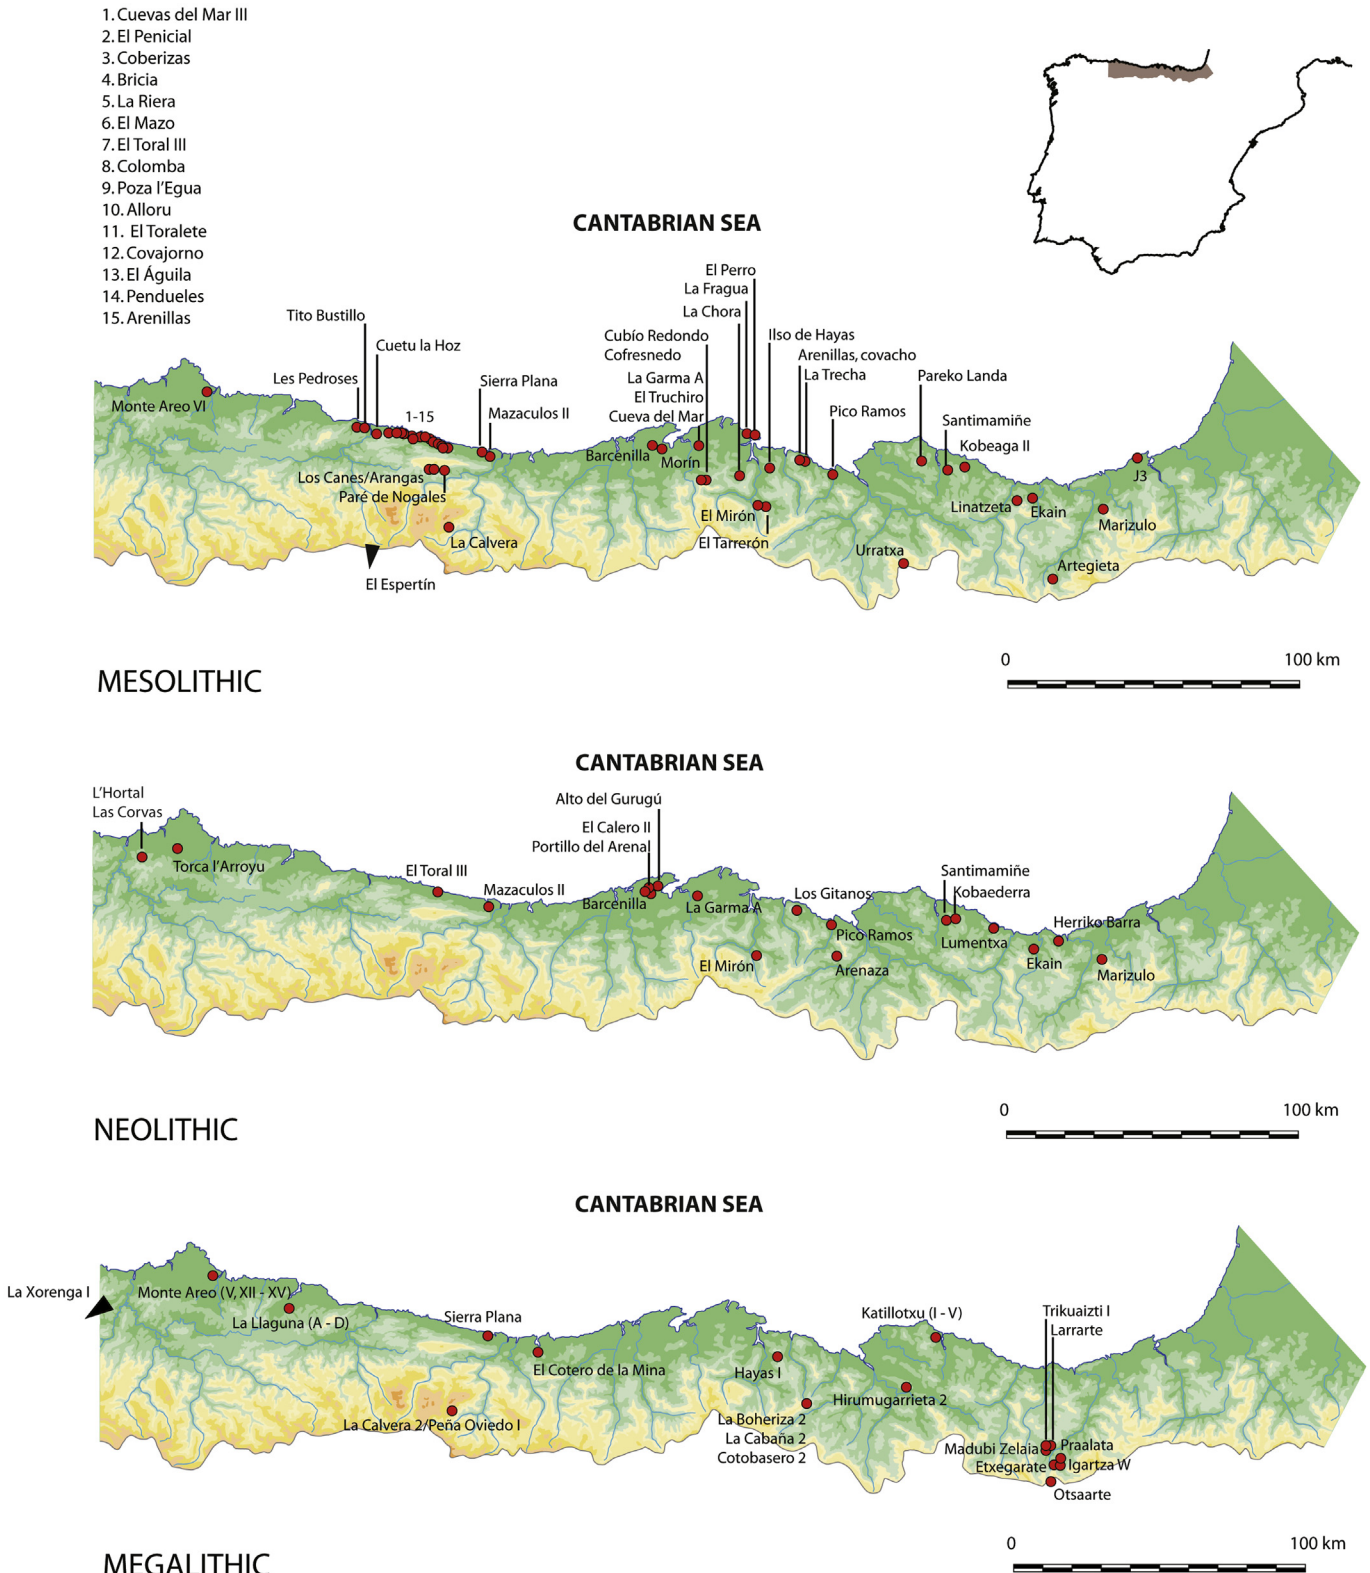 1. Cuevas del Mar III
2. El Penicial
3. Coberizas
4. Bricia
5. La Riera
6. El Mazo
7. El Toral III
8. Colomba
9. Poza l'Egua
10. Alloru
11. El Toralete
12. Covajorno
13. El Águila
14. Pendueles
15. Arenillas
CANTABRIAN SEA
El Perro
La Fragua
La Chora
Tito Bustillo
Cubío Redondo
Ilso de Hayas
Cuetu la Hoz
Cofresnedo
Arenillas, covacho
Les Pedroses
Sierra Plana
La Garma A
La Trecha
Pareko Landa
El Truchiro
Monte Areo VI
1-15
Mazaculos II
Cueva del Mar
Pico Ramos
Santimamiñe
Kobeaga II
Barcenilla
Morín
Los Canes/Arangas
J3
Paré de Nogales
El Mirón
Linatzeta
Ekain
Marizulo
La Calvera
El Tarrerón
Urratxa
Artegieta
El Espertín
MESOLITHIC
0 100 km
CANTABRIAN SEA
L'Hortal
Las Corvas
Alto del Gurugú
El Calero II
Portillo del Arenal
Torca l'Arroyu
El Toral III
Mazaculos II
Barcenilla
La Garma A
Los Gitanos
Santimamiñe
Kobaederra
Pico Ramos
Lumentxa
Herriko Barra
El Mirón
Arenaza
Ekain
Marizulo
NEOLITHIC
0 100 km
CANTABRIAN SEA
La Xorenga I
Monte Areo (V, XII - XV)
La Llaguna (A - D)
Sierra Plana
Katillotxu (I - V)
Trikuaizti I
Larrarte
El Cotero de la Mina
Hayas I
Hirumugarrieta 2
La Calvera 2/Peña Oviedo I
La Boheriza 2
La Cabaña 2
Cotobasero 2
Madubi Zelaia
Praalata
Etxegarate
Igartza W
Otsaarte
MEGALITHIC
0 100 km